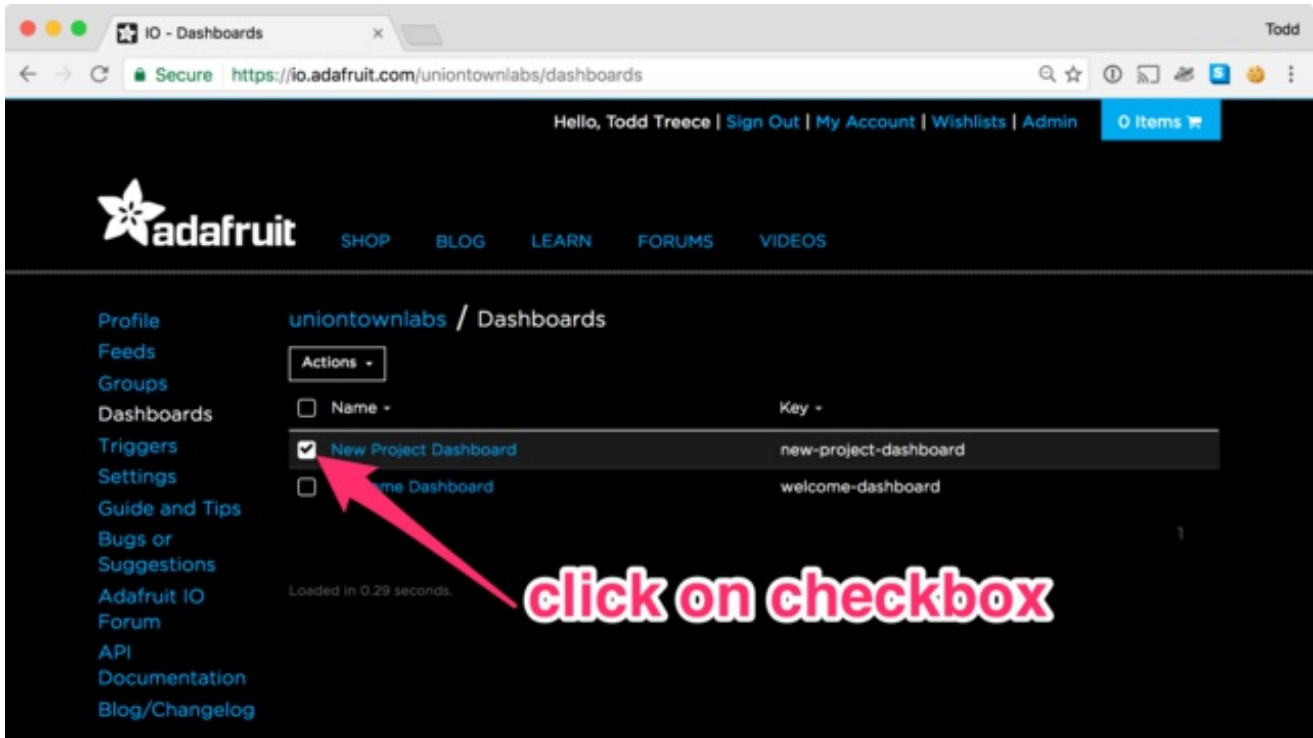 IO - Dashboards
Todd
Secure https://io.adafruit.com/uniontownlabs/dashboards
Hello, Todd Treece | Sign Out | My Account | Wishlists | Admin
0 Items
adafruit
SHOP BLOG LEARN FORUMS VIDEOS
Profile
Feeds
Groups
Dashboards
Triggers
Settings
Guide and Tips
Bugs or
Suggestions
Adafruit IO
Forum
API
Documentation
Blog/Changelog
uniontownlabs / Dashboards
Actions
Name Key
New Project Dashboard new-project-dashboard
Dashboard welcome-dashboard
1
Loaded in 0.29 seconds.
click on checkbox